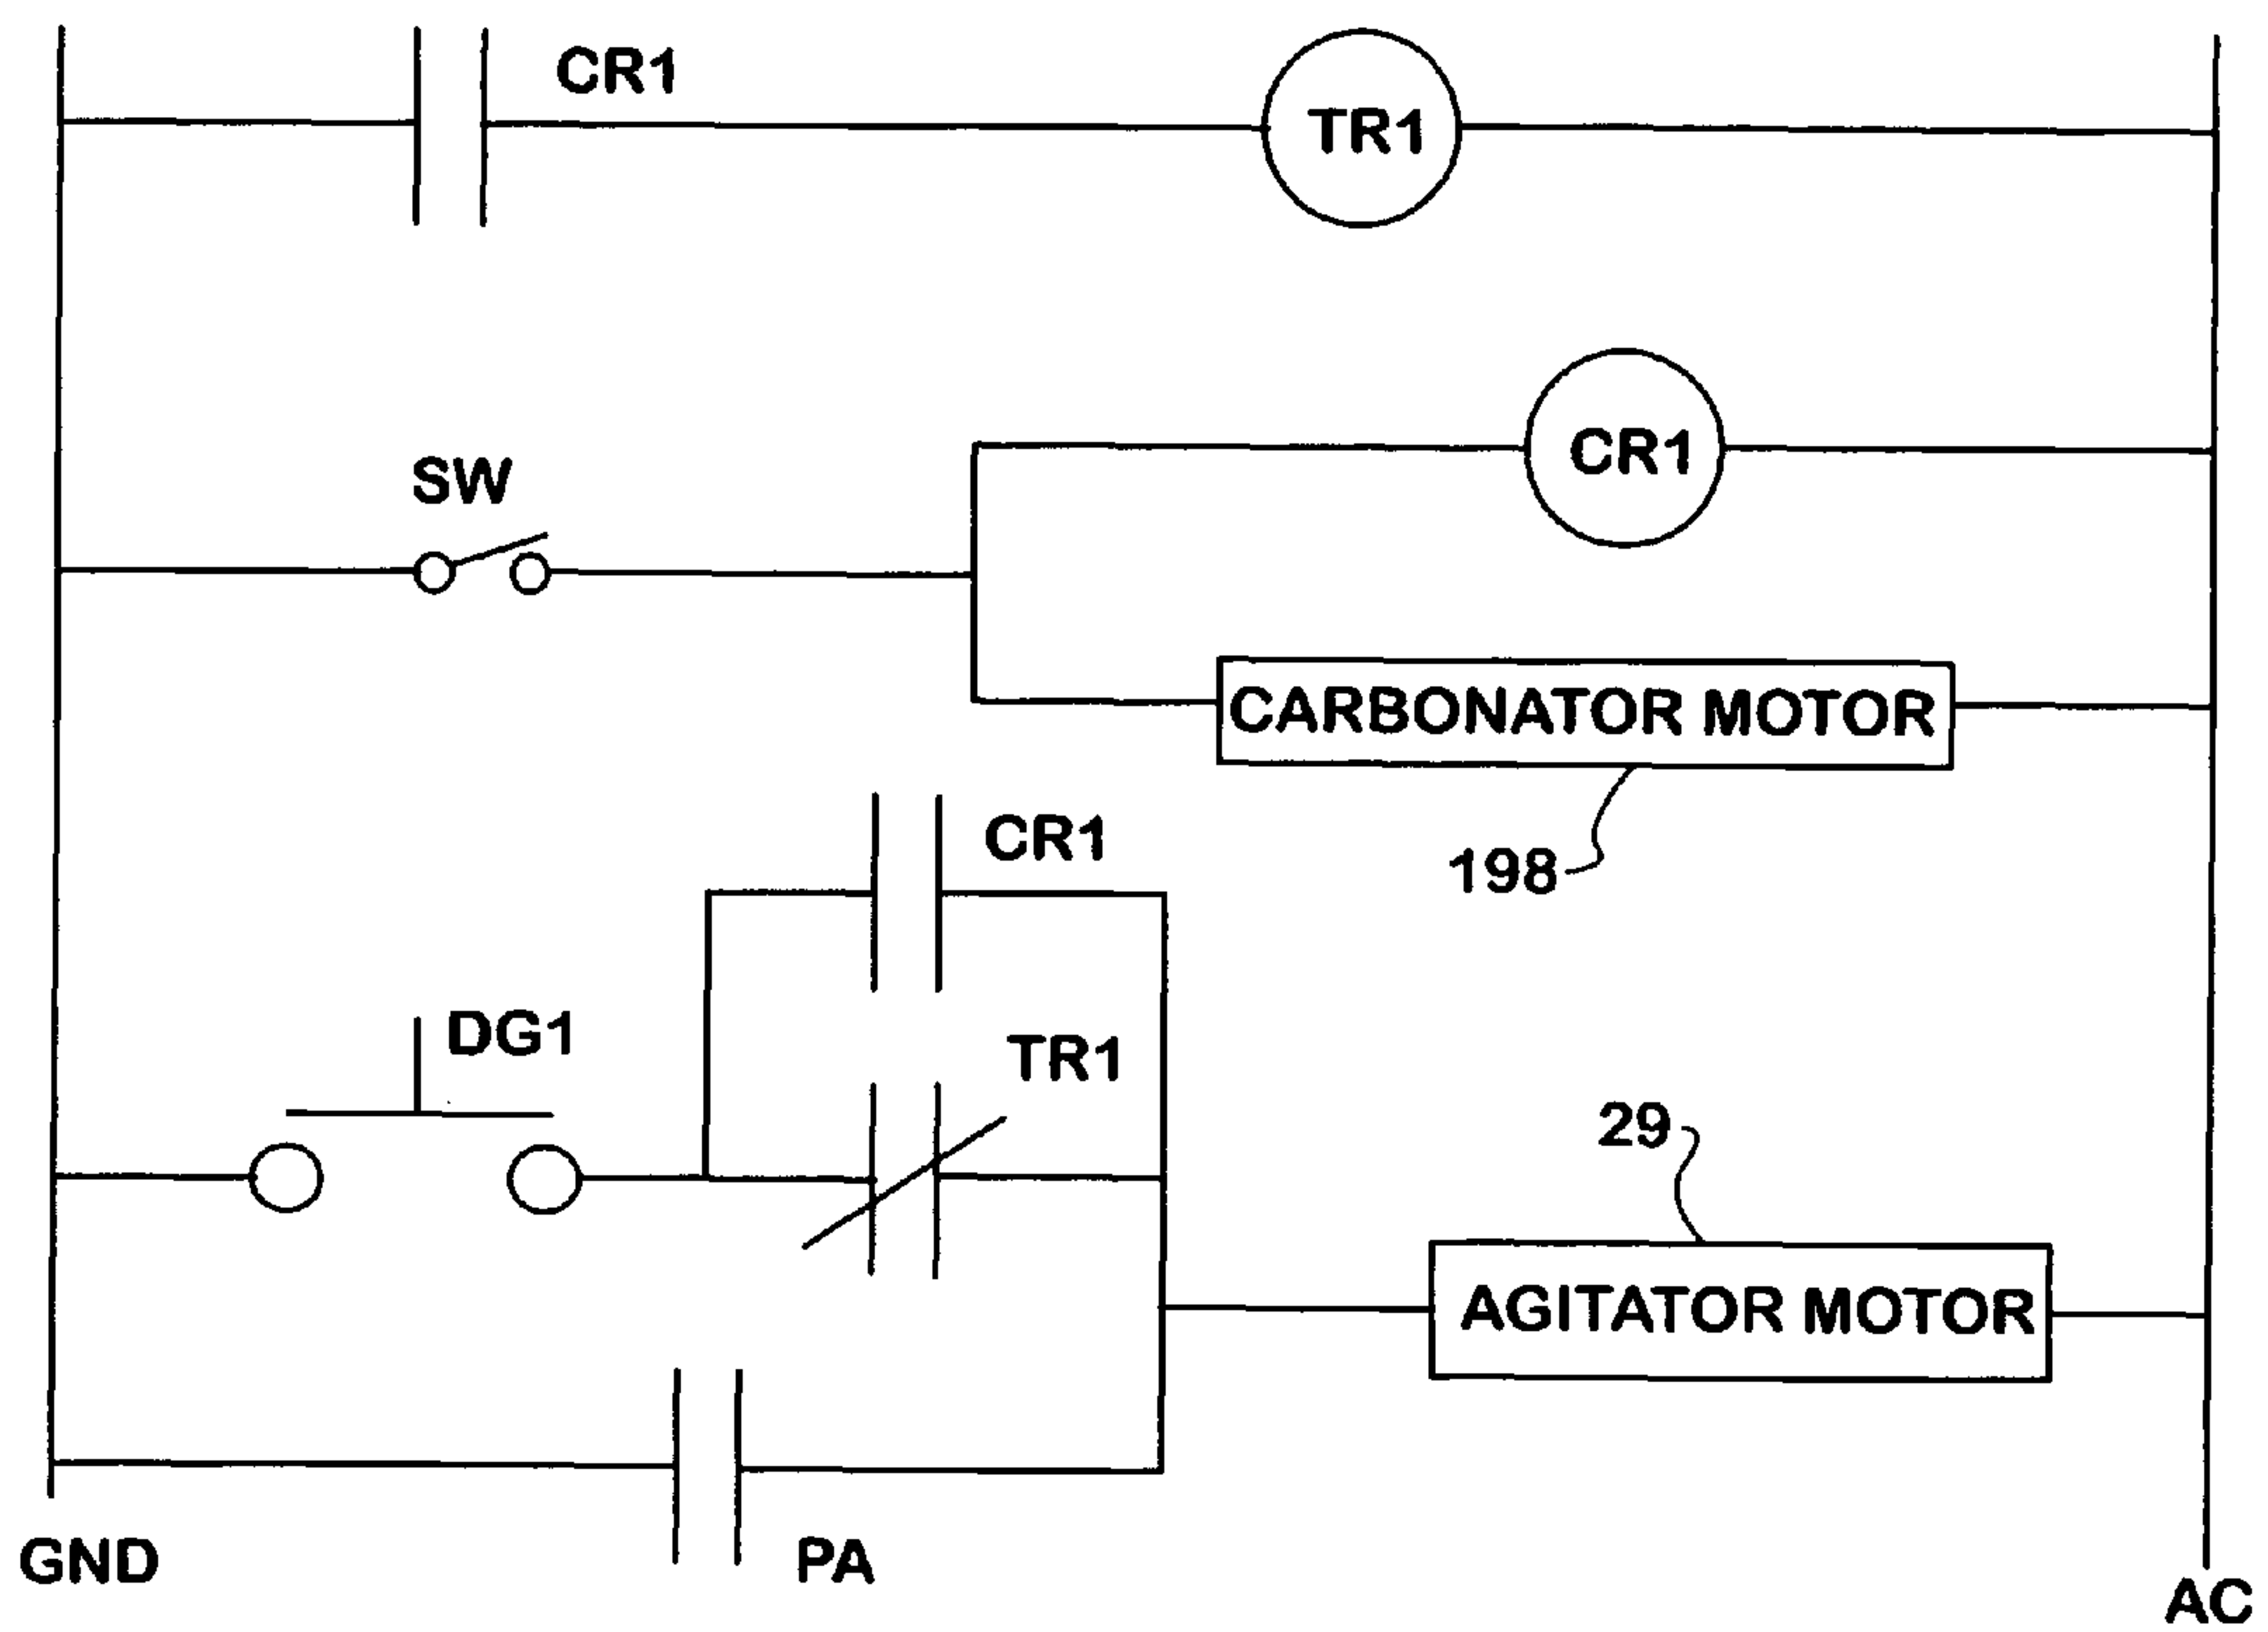 CR1
TR1
CR1
SW
CARBONATOR MOTOR
198
CR1
DG1
TR1
29
AGITATOR MOTOR
PA
GND
AC